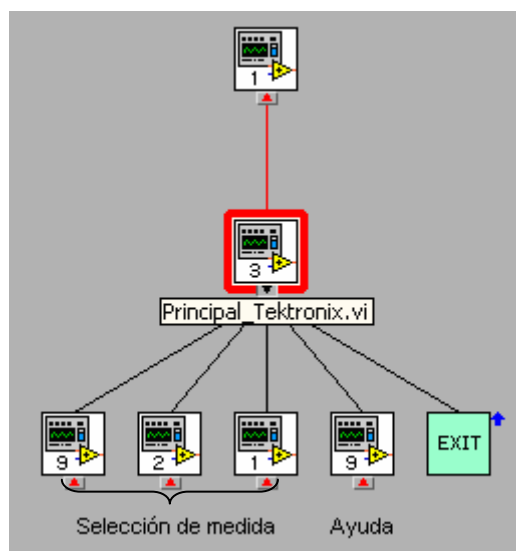 1
3
Principal_Tektronix.vi
9 2 1 9 EXIT
Selección de medida Ayuda